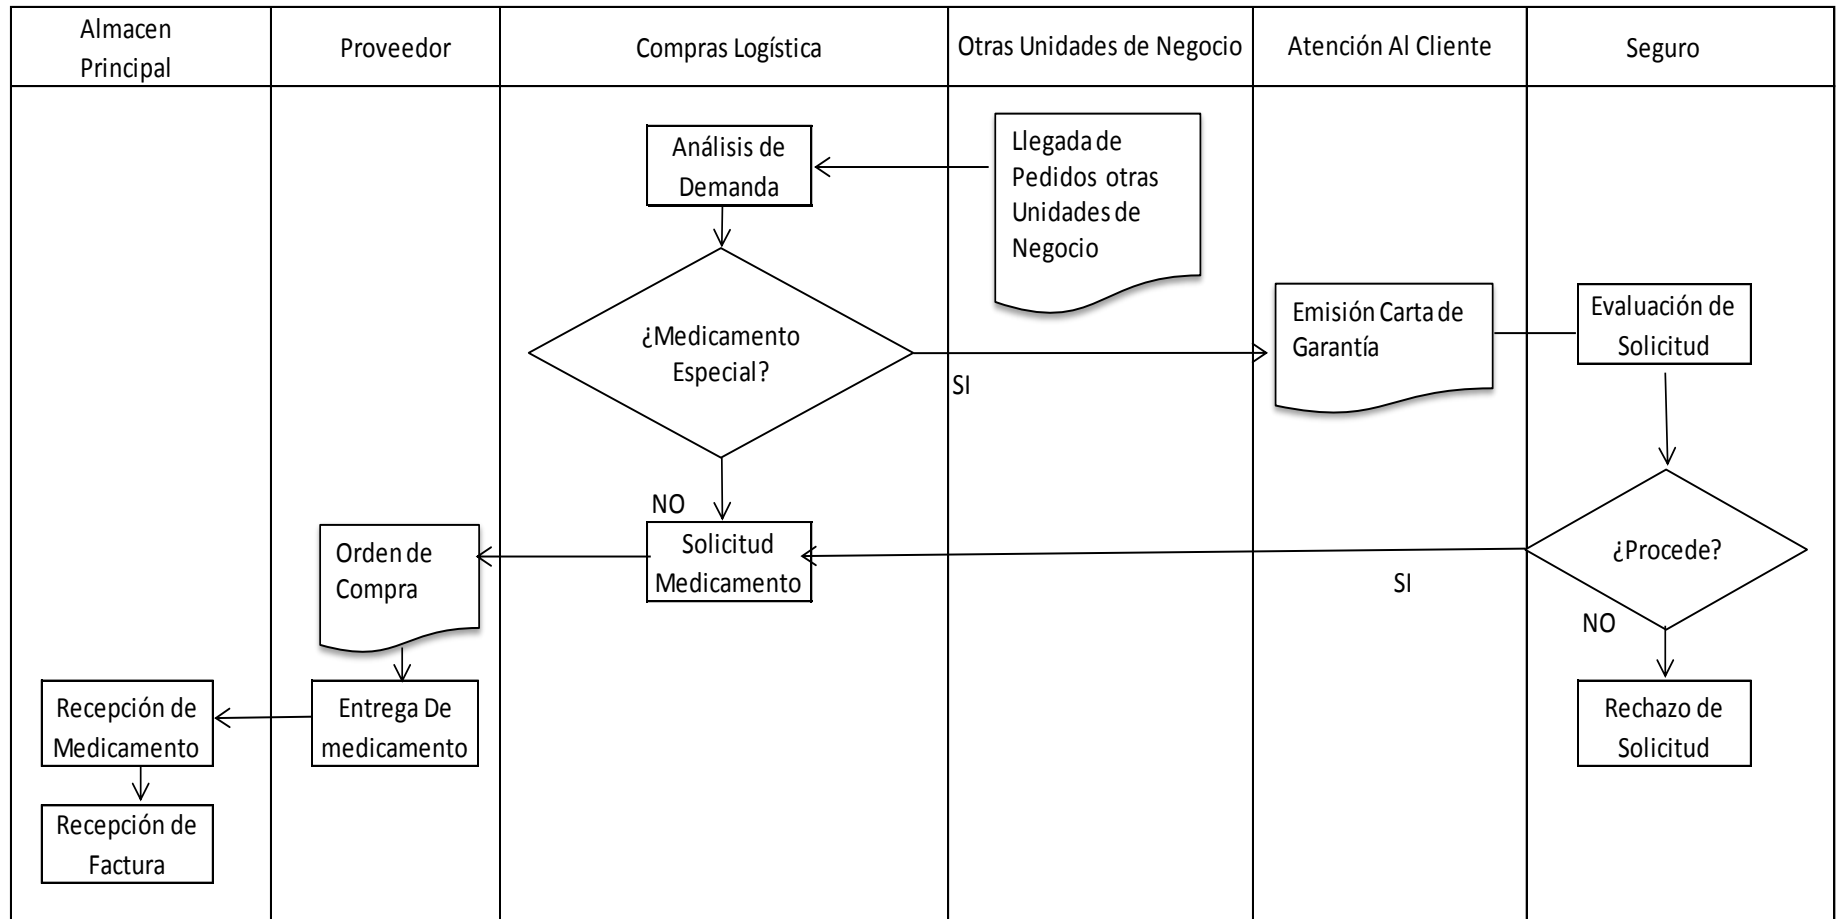 Almacen
Principal
Proveedor
Compras Logística
Otras Unidades de Negocio
Atención Al Cliente
Seguro
Análisis de
Demanda
Llegada de
Pedidos otras
Unidades de
Negocio
¿Medicamento
Especial?
SI
Emisión Carta de
Garantía
Evaluación de
Solicitud
NO
Orden de
Compra
Solicitud
Medicamento
¿Procede?
SI
NO
Recepción de
Medicamento
Entrega De
medicamento
Rechazo de
Solicitud
Recepción de
Factura